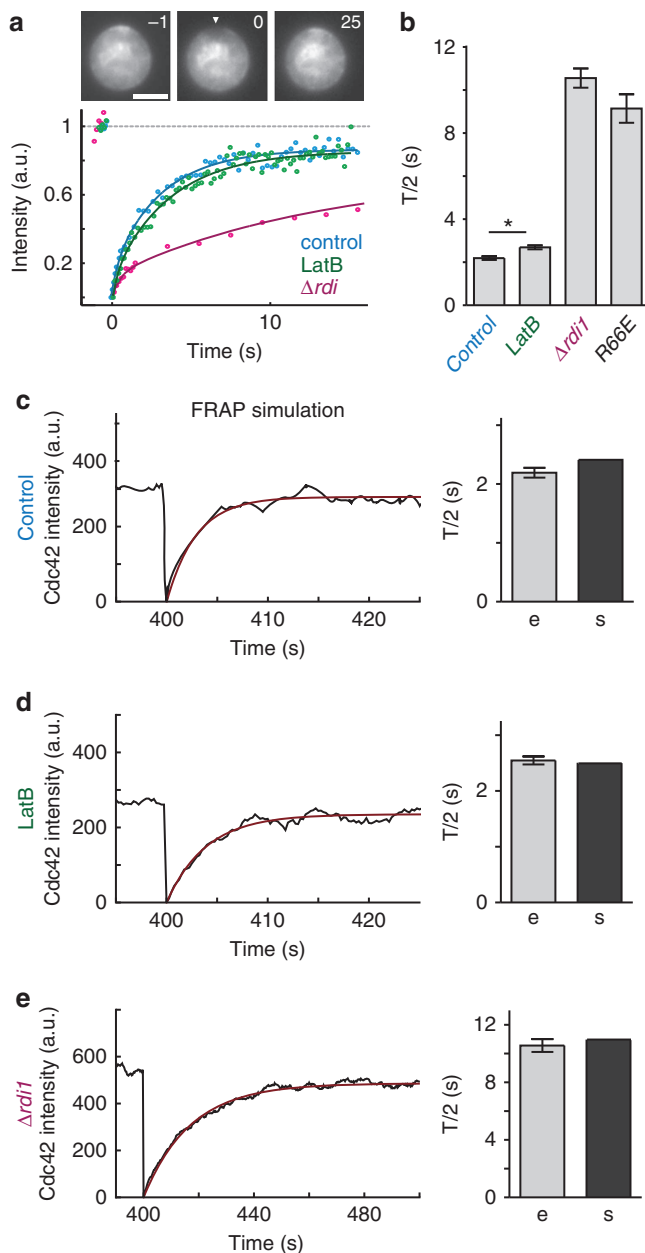 a
−1
0
25
1
0.6
0.2
Intensity (a.u.)
control
LatB
Δrdi
0
10
Time (s)
b
12
8
4
0
T/2 (s)
*
Control
LatB
Δrdi1
R66E
c
FRAP simulation
Control
Cdc42 intensity (a.u.)
400
200
0
400
410
420
Time (s)
T/2 (s)
2
0
e
s
d
LatB
Cdc42 intensity (a.u.)
400
200
0
400
410
420
Time (s)
T/2 (s)
2
0
e
s
e
Δrdi1
Cdc42 intensity (a.u.)
600
400
200
0
400
440
480
Time (s)
T/2 (s)
12
8
4
0
e
s